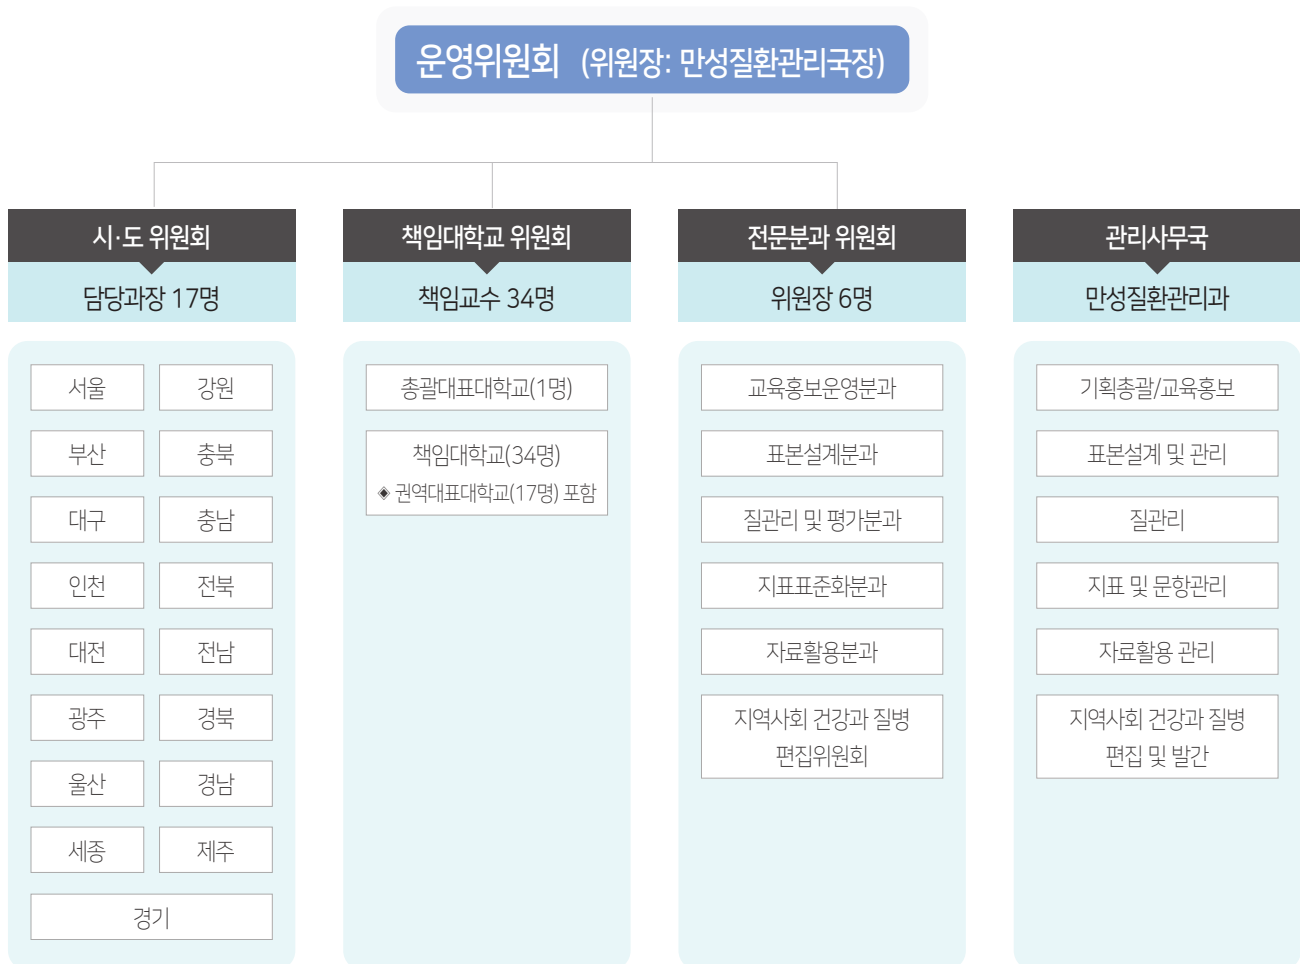 운영위원회 (위원장: 만성질환관리국장)
시·도 위원회
담당과장 17명
서울 강원
부산 충북
대구 충남
인천 전북
대전 전남
광주 경북
울산 경남
세종 제주
경기
책임대학교 위원회
책임교수 34명
총괄대표대학교(1명)
책임대학교(34명)
◈ 권역대표대학교(17명) 포함
전문분과 위원회
위원장 6명
교육홍보운영분과
표본설계분과
질관리 및 평가분과
지표표준화분과
자료활용분과
지역사회 건강과 질병
편집위원회
관리사무국
만성질환관리과
기획총괄/교육홍보
표본설계 및 관리
질관리
지표 및 문항관리
자료활용 관리
지역사회 건강과 질병
편집 및 발간